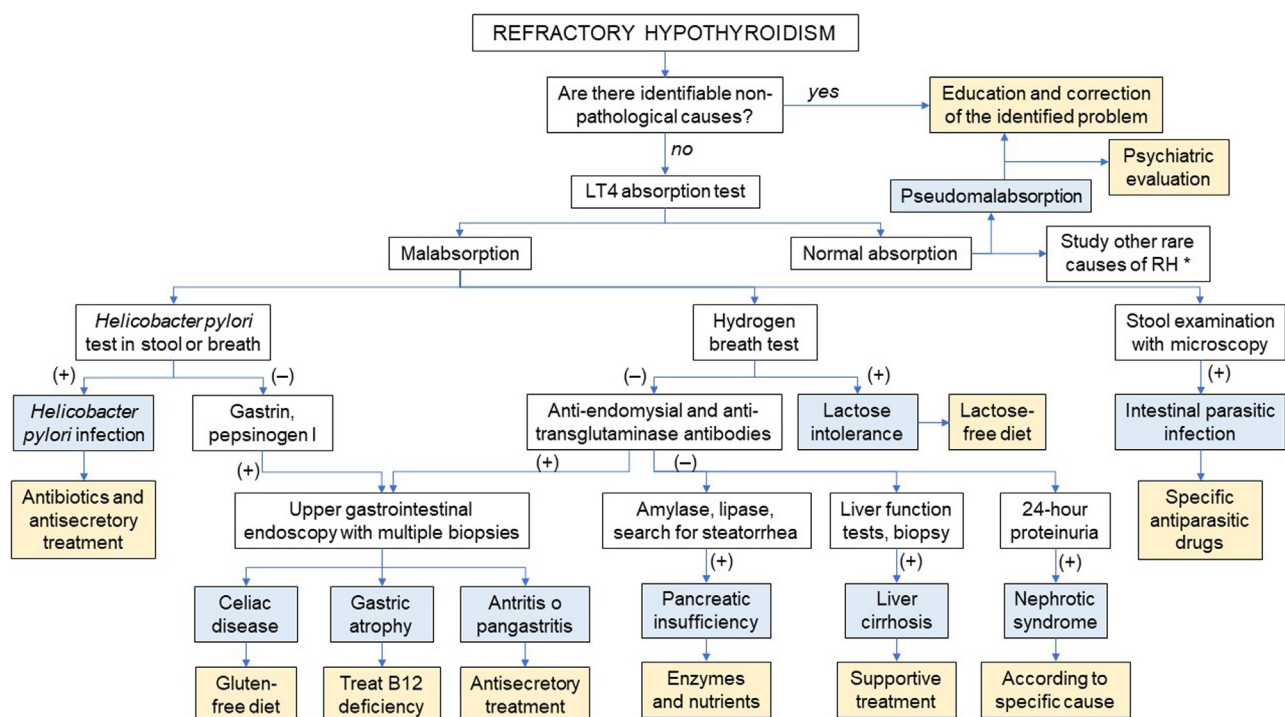 REFRACTORY HYPOTHYROIDISM
Are there identifiable non-
pathological causes?
yes
Education and correction
of the identified problem
no
Psychiatric
evaluation
LT4 absorption test
Pseudomalabsorption
Malabsorption
Normal absorption
Study other rare
causes of RH *
Helicobacter pylori
test in stool or breath
Hydrogen
breath test
Stool examination
with microscopy
(+)
(–)
(–)
(+)
(+)
Helicobacter
pylori infection
Gastrin,
pepsinogen I
Anti-endomysial and anti-
transglutaminase antibodies
Lactose
intolerance
Lactose-
free diet
Intestinal parasitic
infection
(+)
(+)
(–)
Antibiotics and
antisecretory
treatment
Upper gastrointestinal
endoscopy with multiple biopsies
Amylase, lipase,
search for steatorrhea
Liver function
tests, biopsy
24-hour
proteinuria
Specific
antiparasitic
drugs
(+)
(+)
(+)
Celiac
disease
Gastric
atrophy
Antritis o
pangastritis
Pancreatic
insufficiency
Liver
cirrhosis
Nephrotic
syndrome
Gluten-
free diet
Treat B12
deficiency
Antisecretory
treatment
Enzymes
and nutrients
Supportive
treatment
According to
specific cause